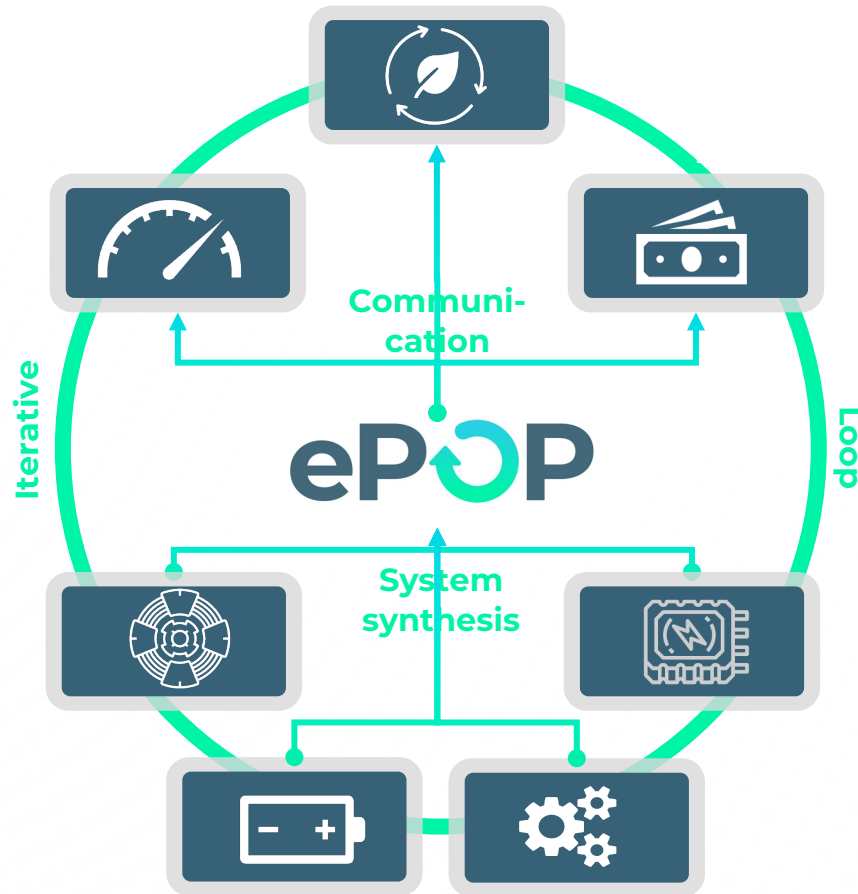 Communi-
cation
Iterative
Loop
ePOP
System
synthesis